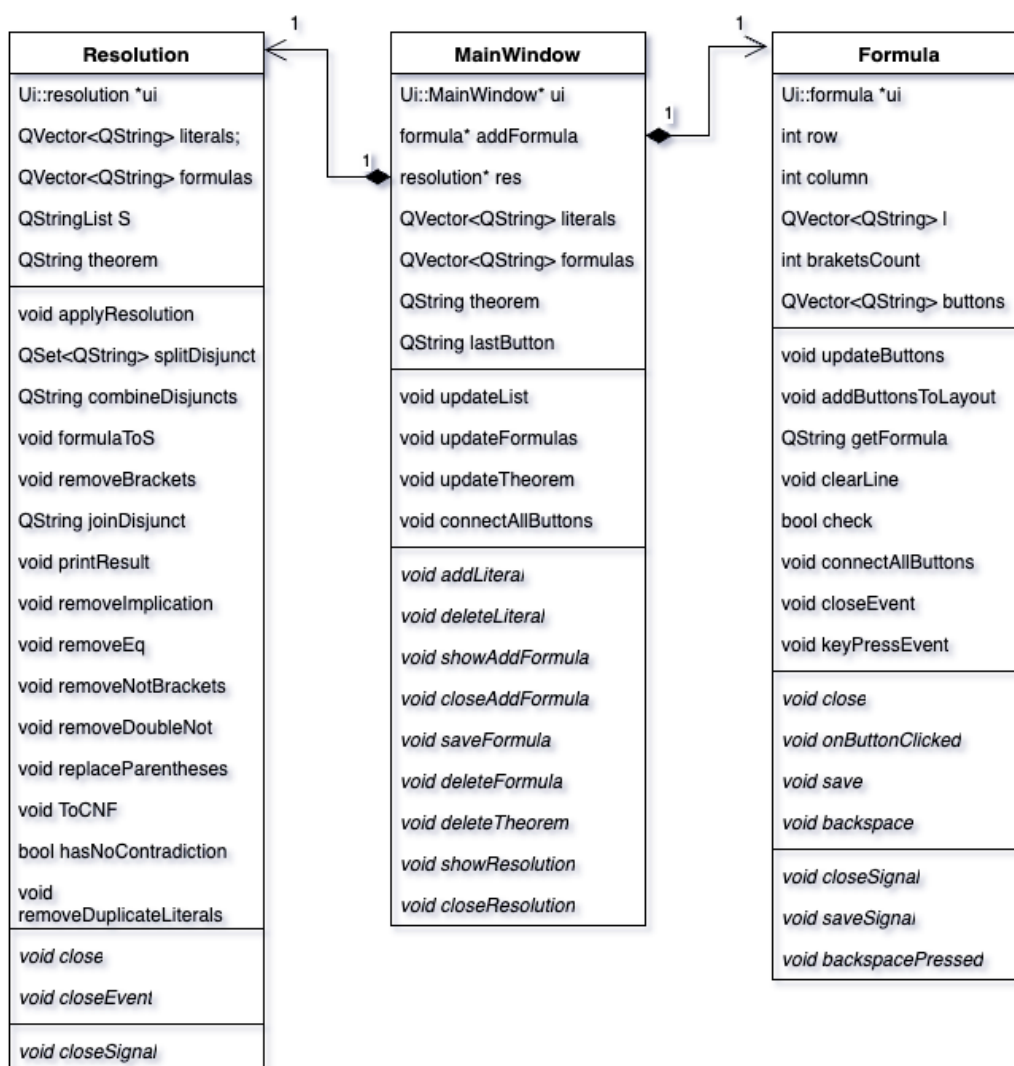 1
1
Resolution
Ui::resolution *ui
QVector<QString> literals;
QVector<QString> formulas
QStringList S
QString theorem
void applyResolution
QSet<QString> splitDisjunct
QString combineDisjuncts
void formulaToS
void removeBrackets
QString joinDisjunct
void printResult
void removeImplication
void removeEq
void removeNotBrackets
void removeDoubleNot
void replaceParentheses
void ToCNF
bool hasNoContradiction
void
removeDuplicateLiterals
void close
void closeEvent
void closeSignal
1
MainWindow
Ui::MainWindow* ui
formula* addFormula
resolution* res
QVector<QString> literals
QVector<QString> formulas
QString theorem
QString lastButton
void updateList
void updateFormulas
void updateTheorem
void connectAllButtons
void addLiteral
void deleteLiteral
void showAddFormula
void closeAddFormula
void saveFormula
void deleteFormula
void deleteTheorem
void showResolution
void closeResolution
1
Formula
Ui::formula *ui
int row
int column
QVector<QString> l
int braketsCount
QVector<QString> buttons
void updateButtons
void addButtonsToLayout
QString getFormula
void clearLine
bool check
void connectAllButtons
void closeEvent
void keyPressEvent
void close
void onButtonClicked
void save
void backspace
void closeSignal
void saveSignal
void backspacePressed